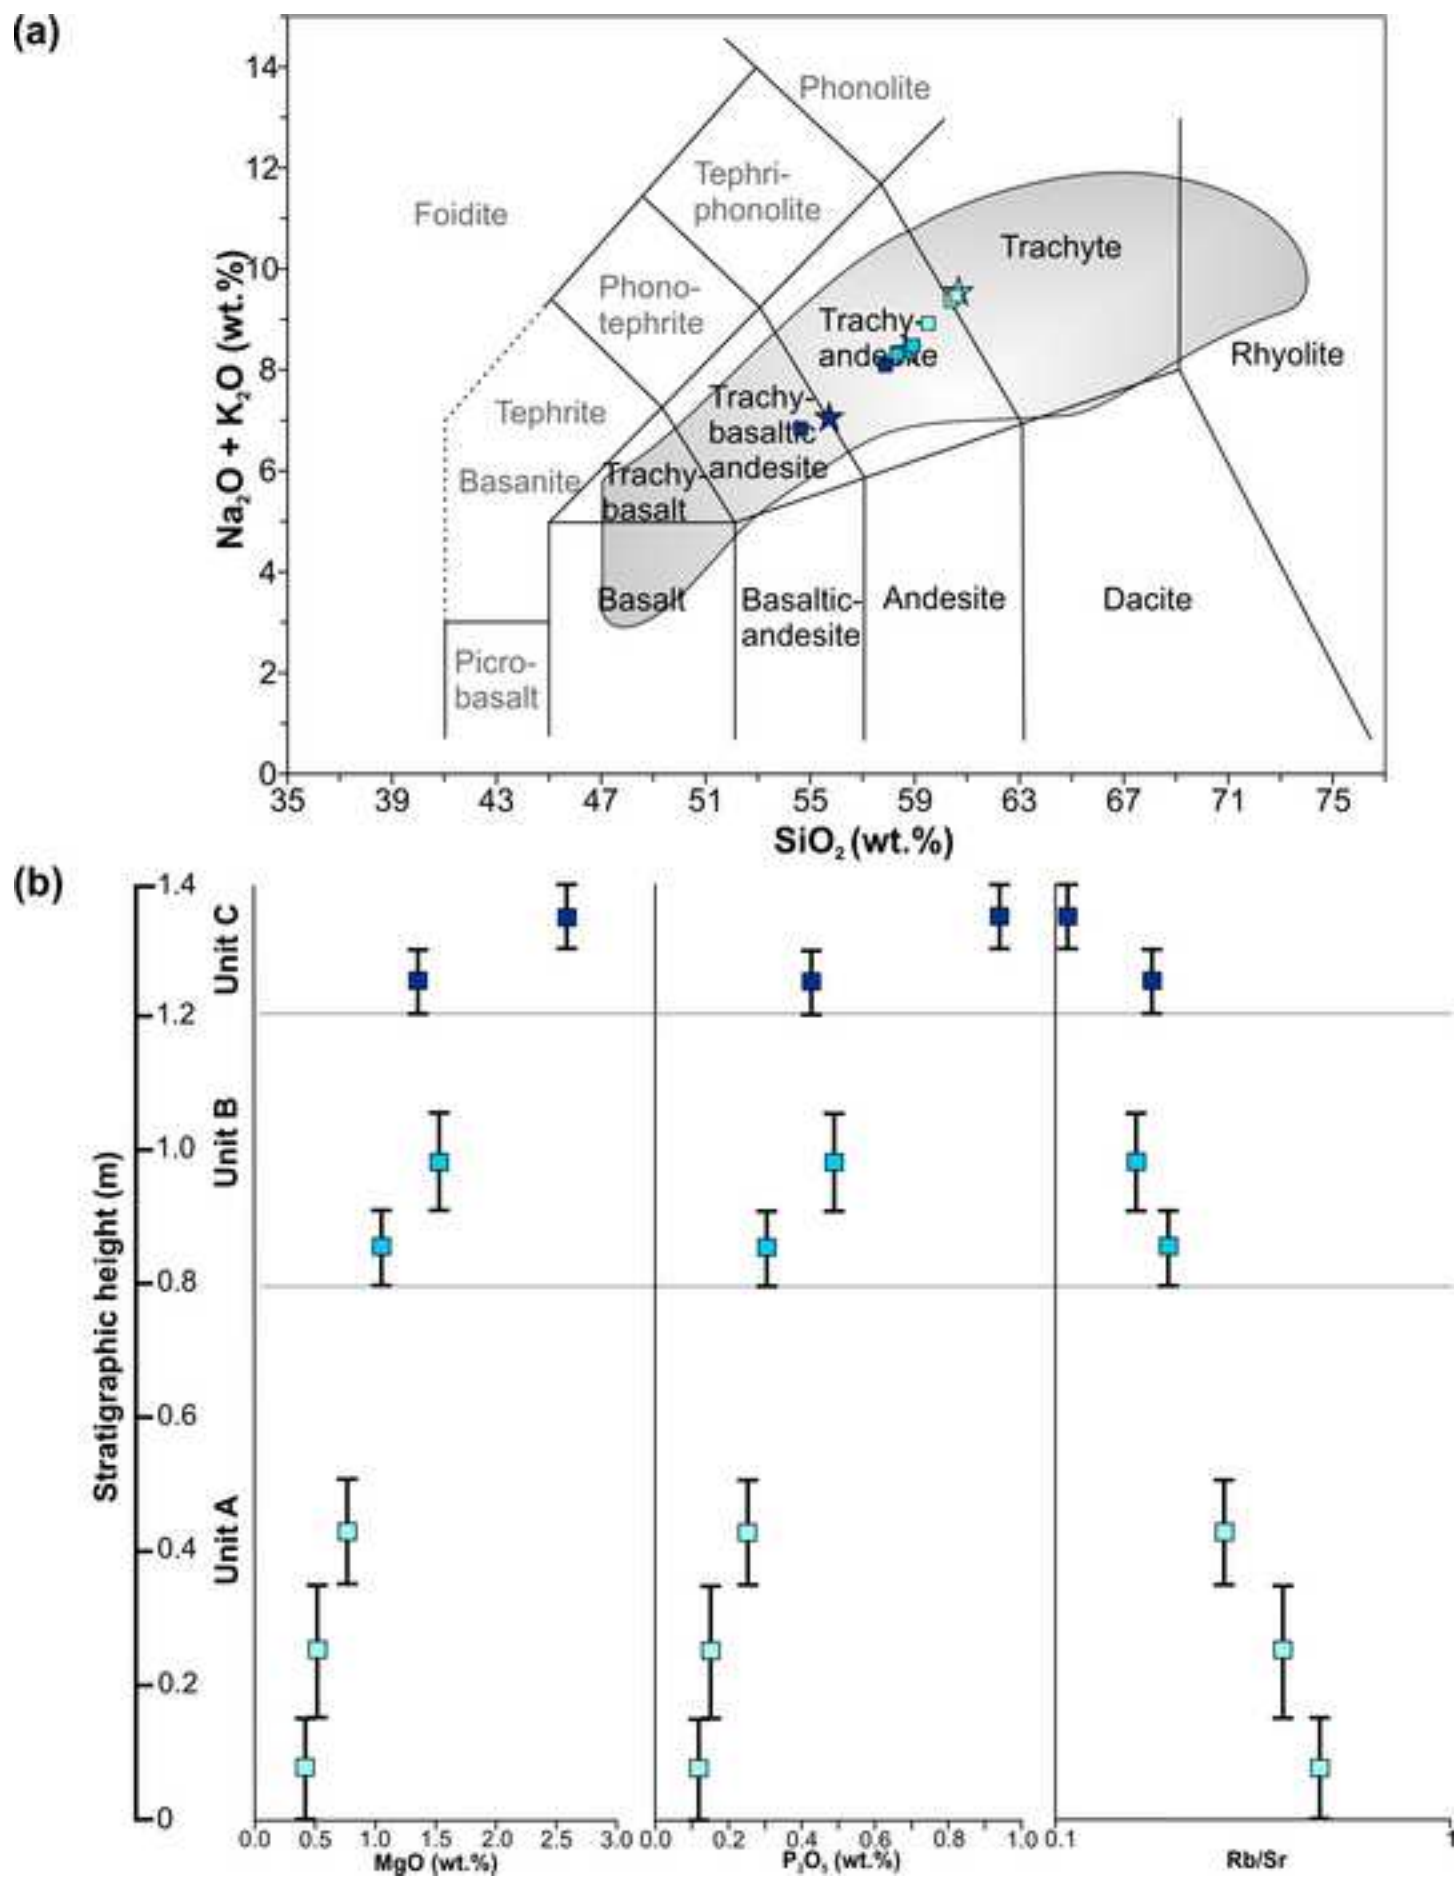 (a)
Na₂O + K₂O (wt.%)
14
12
10
8
6
4
2
0
Phonolite
Tephri-
phonolite
Foidite
Trachyte
Phono-
tephrite
Trachy-
andesite
Rhyolite
Trachy-
basaltic
andesite
Tephrite
Basanite
Trachy-
basalt
Basalt
Basaltic-
andesite
Andesite
Dacite
Picro-
basalt
35 39 43 47 51 55 59 63 67 71 75
SiO₂ (wt.%)
(b)
Stratigraphic height (m)
1.4
1.2
1.0
0.8
0.6
0.4
0.2
0
Unit C
Unit B
Unit A
0.0 0.5 1.0 1.5 2.0 2.5 3.0
MgO (wt.%)
0.0 0.2 0.4 0.6 0.8 1.0
P₂O₅ (wt.%)
0.1 1
Rb/Sr